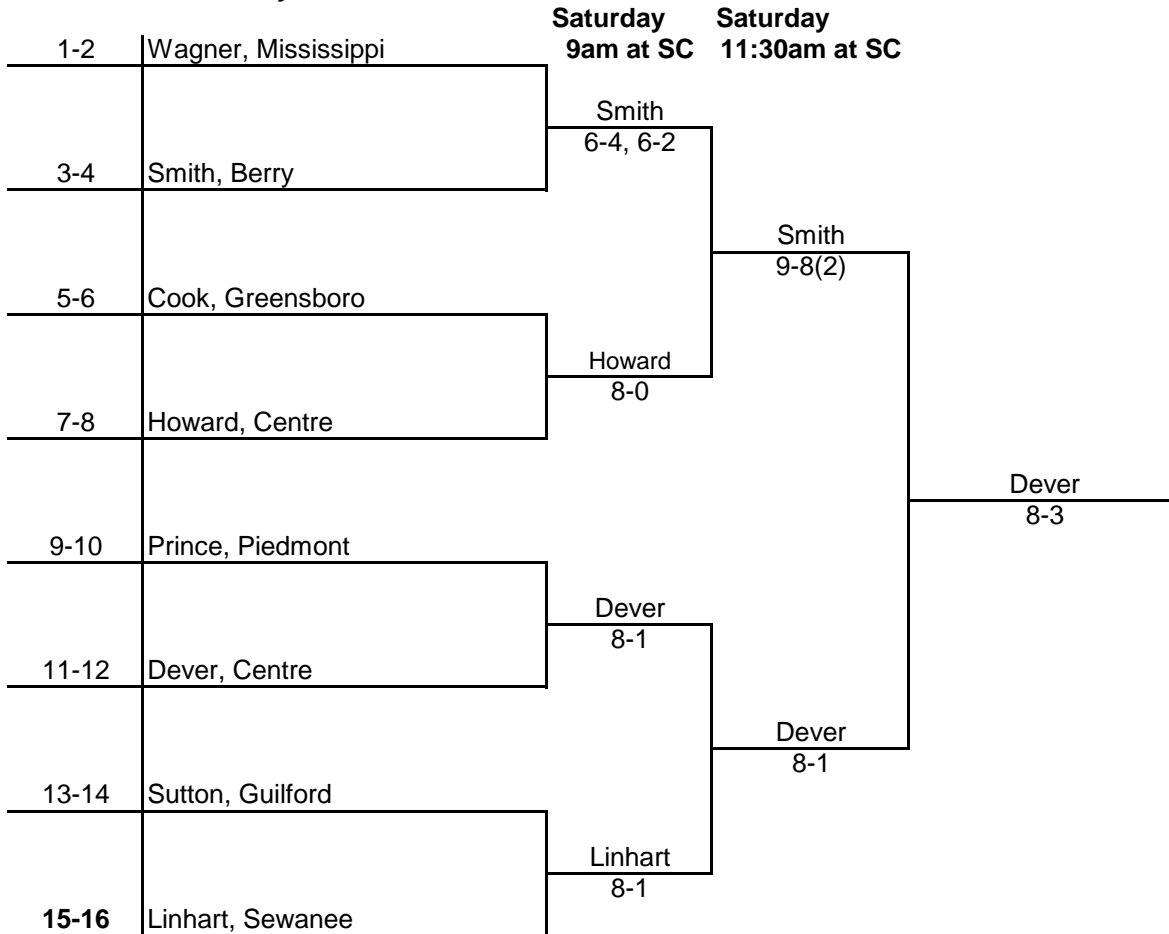 Saturday Saturday
1-2 Wagner, Mississippi 9am at SC 11:30am at SC
Smith
6-4, 6-2
3-4 Smith, Berry
Smith
9-8(2)
5-6 Cook, Greensboro
Howard
8-0
7-8 Howard, Centre
Dever
8-3
9-10 Prince, Piedmont
Dever
8-1
11-12 Dever, Centre
Dever
8-1
13-14 Sutton, Guilford
Linhart
8-1
15-16 Linhart, Sewanee